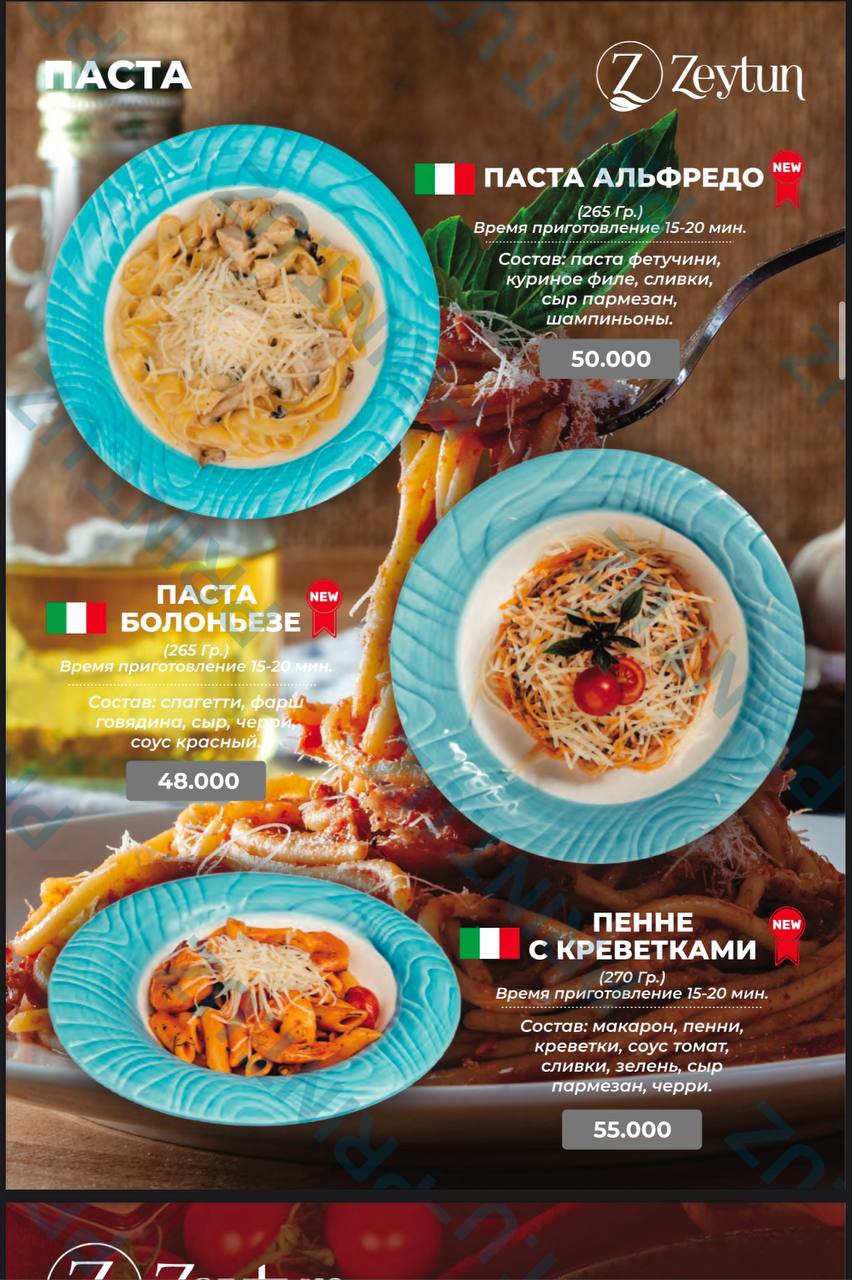 ПАСТА
Zeytun
ПАСТА АЛЬФРЕДО
NEW
(265 Гр.)
Время приготовление 15-20 мин.
Состав: паста фетучини,
куриное филе, сливки,
сыр пармезан,
шампиньоны.
50.000
ПАСТА
БОЛОНЬЕЗЕ
NEW
(265 Гр.)
Время приготовление 15-20 мин.
Состав: спагетти, фарш
говядина, сыр, черри,
соус красный.
48.000
ПЕННЕ
С КРЕВЕТКАМИ
NEW
(270 Гр.)
Время приготовление 15-20 мин.
Состав: макарон, пенни,
креветки, соус томат,
сливки, зелень, сыр
пармезан, черри.
55.000